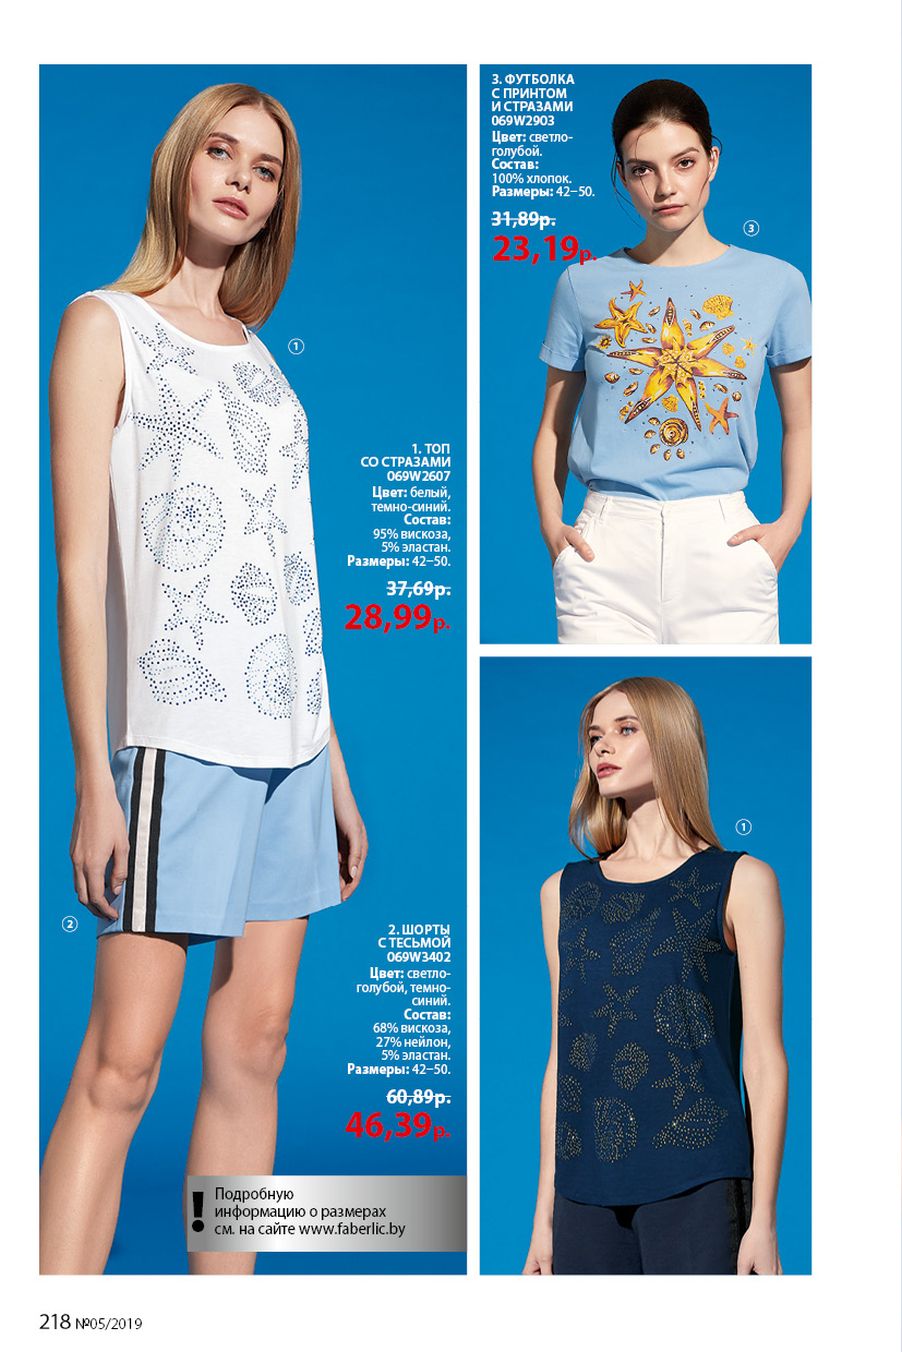 3. ФУТБОЛКА
С ПРИНТОМ
И СТРАЗАМИ
069W2903
Цвет: светло-
голубой.
Состав:
100% хлопок.
Размеры: 42–50.
31,89р.
23,19р.
3
1
1. ТОП
СО СТРАЗАМИ
069W2607
Цвет: белый,
темно-синий.
Состав:
95% вискоза,
5% эластан.
Размеры: 42–50.
37,69р.
28,99р.
1
2
2. ШОРТЫ
С ТЕСЬМОЙ
069W3402
Цвет: светло-
голубой, темно-
синий.
Состав:
68% вискоза,
27% нейлон,
5% эластан.
Размеры: 42–50.
60,89р.
46,39р.
! Подробную
информацию о размерах
см. на сайте www.faberlic.by
218 №05/2019